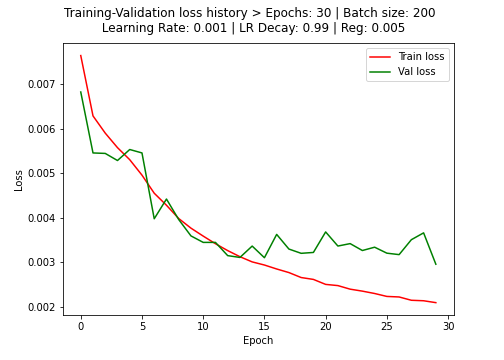 Training-Validation loss history > Epochs: 30 | Batch size: 200
Learning Rate: 0.001 | LR Decay: 0.99 | Reg: 0.005
Train loss
Val loss
0.007
0.006
0.005
0.004
0.003
0.002
Loss
0 5 10 15 20 25 30
Epoch